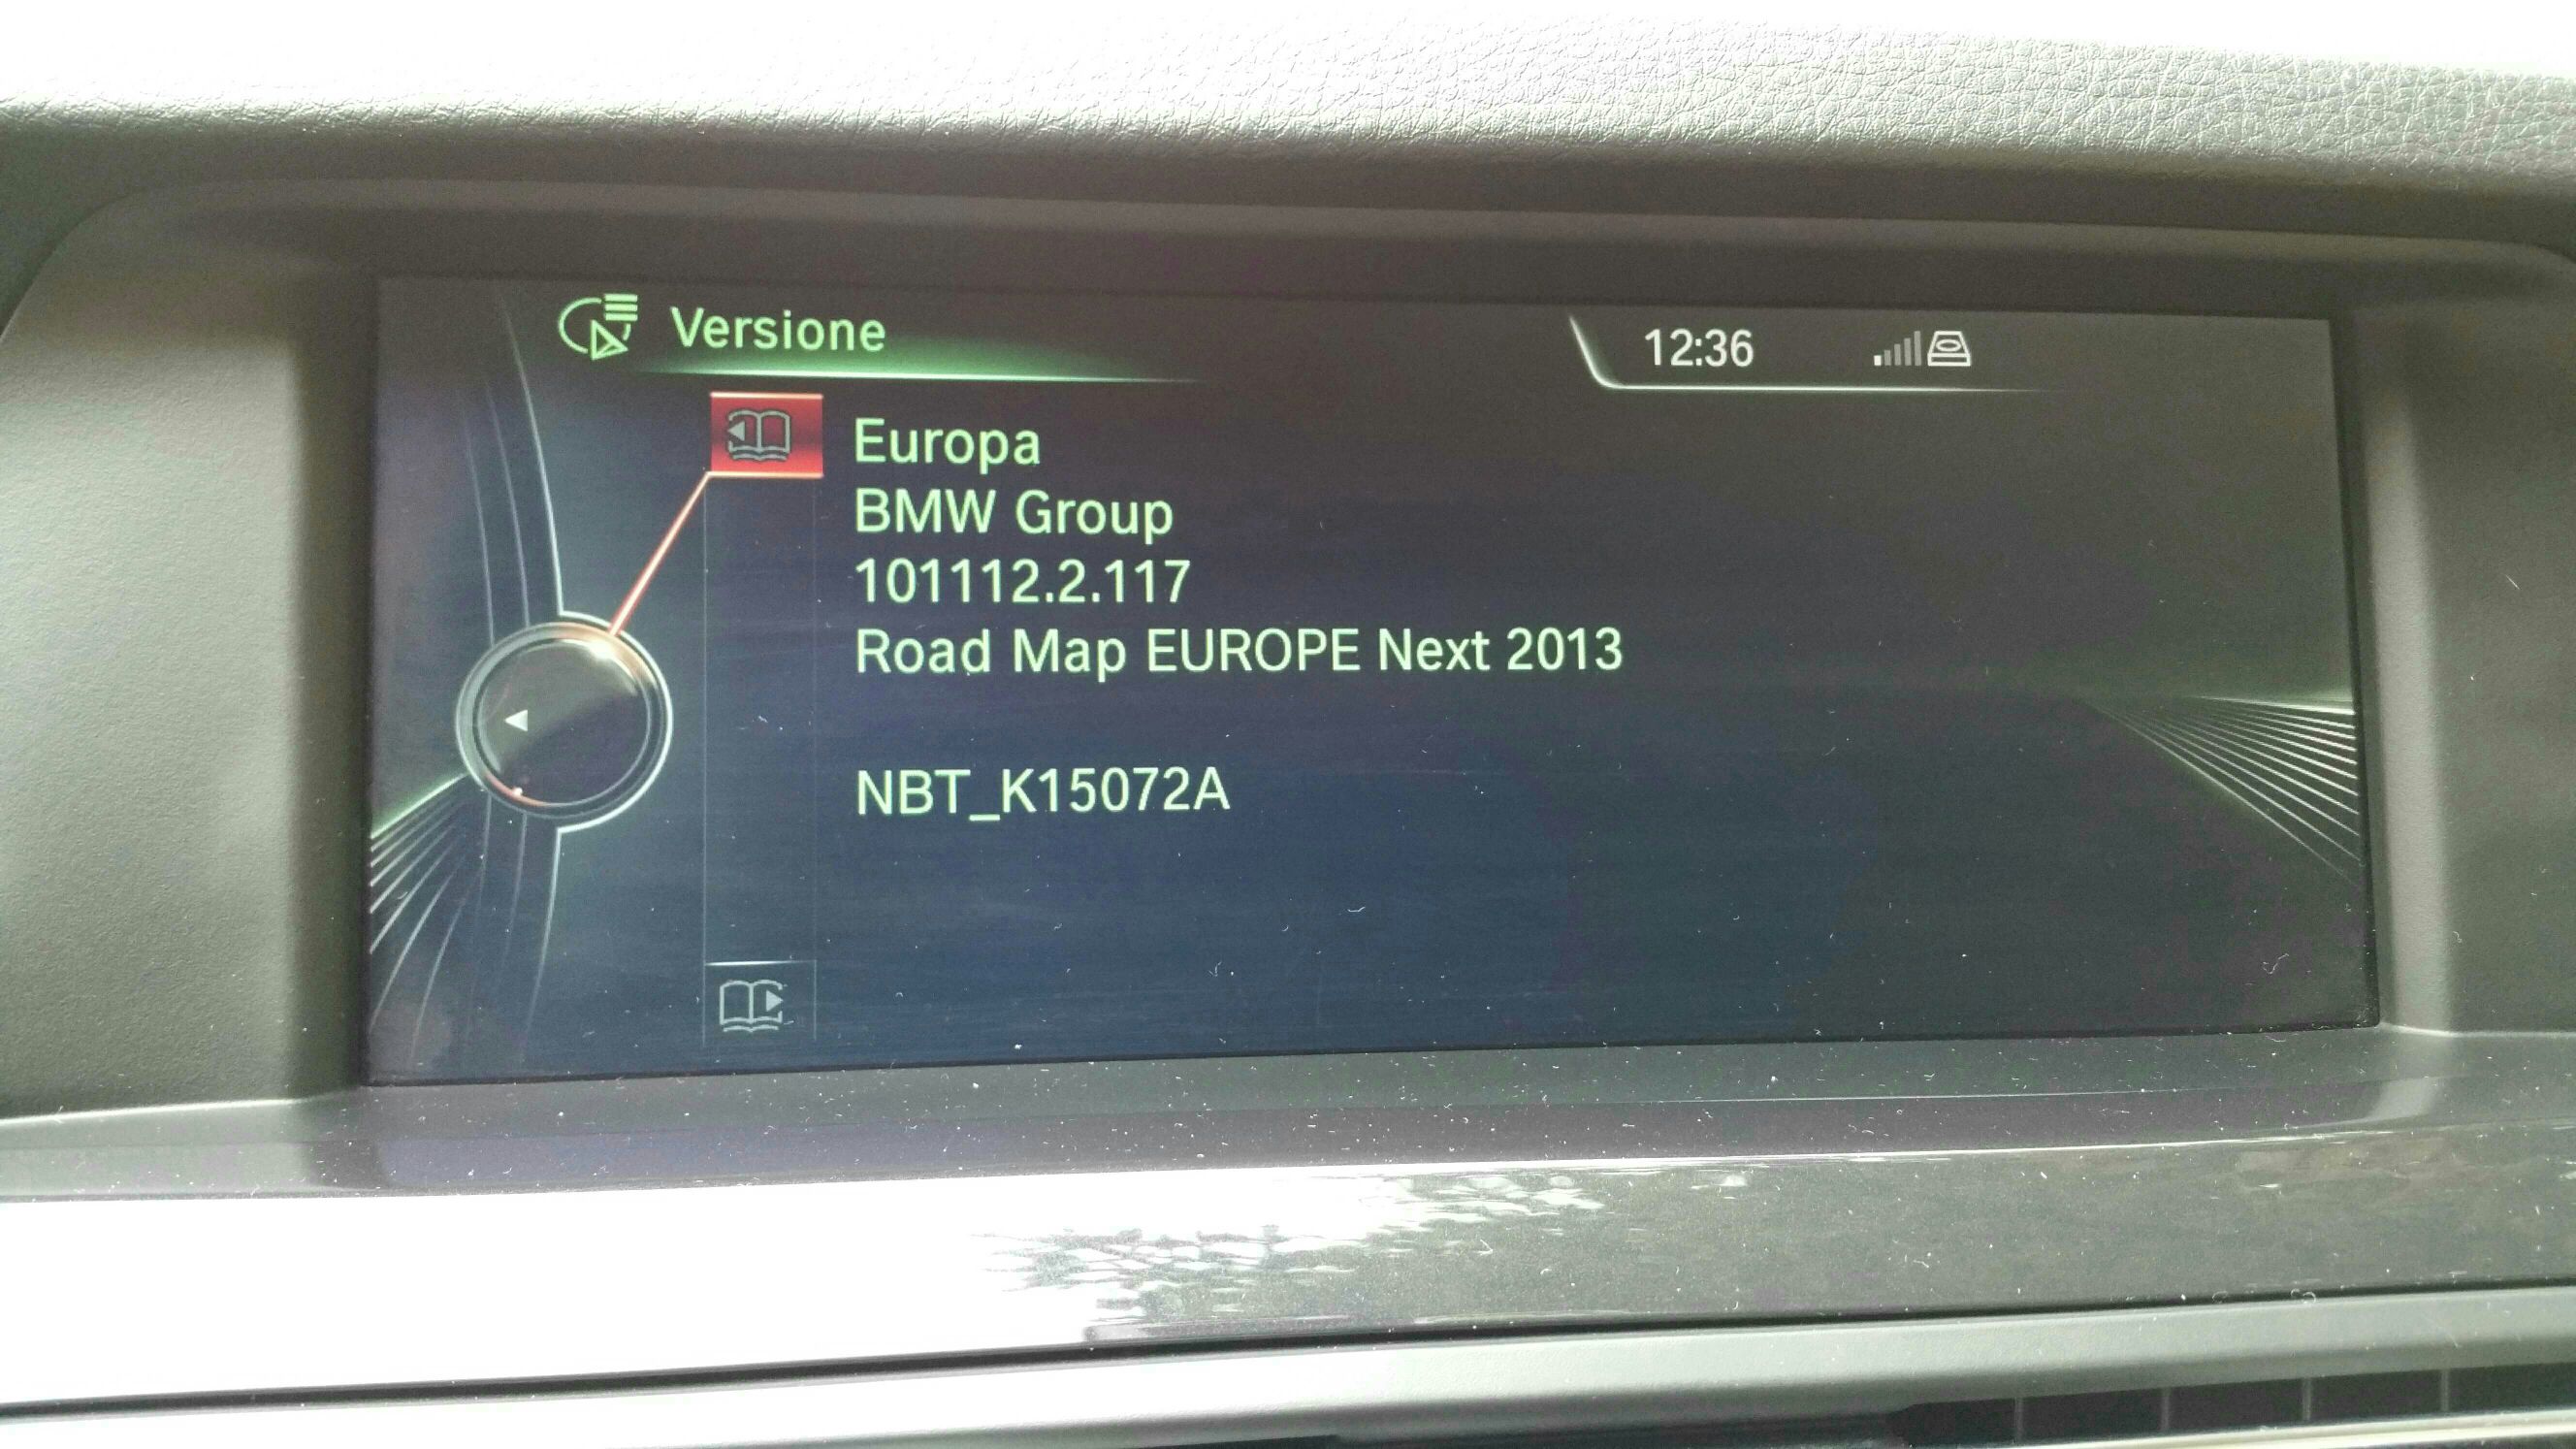 Versione
12:36
Europa
BMW Group
101112.2.117
Road Map EUROPE Next 2013
NBT_K15072A